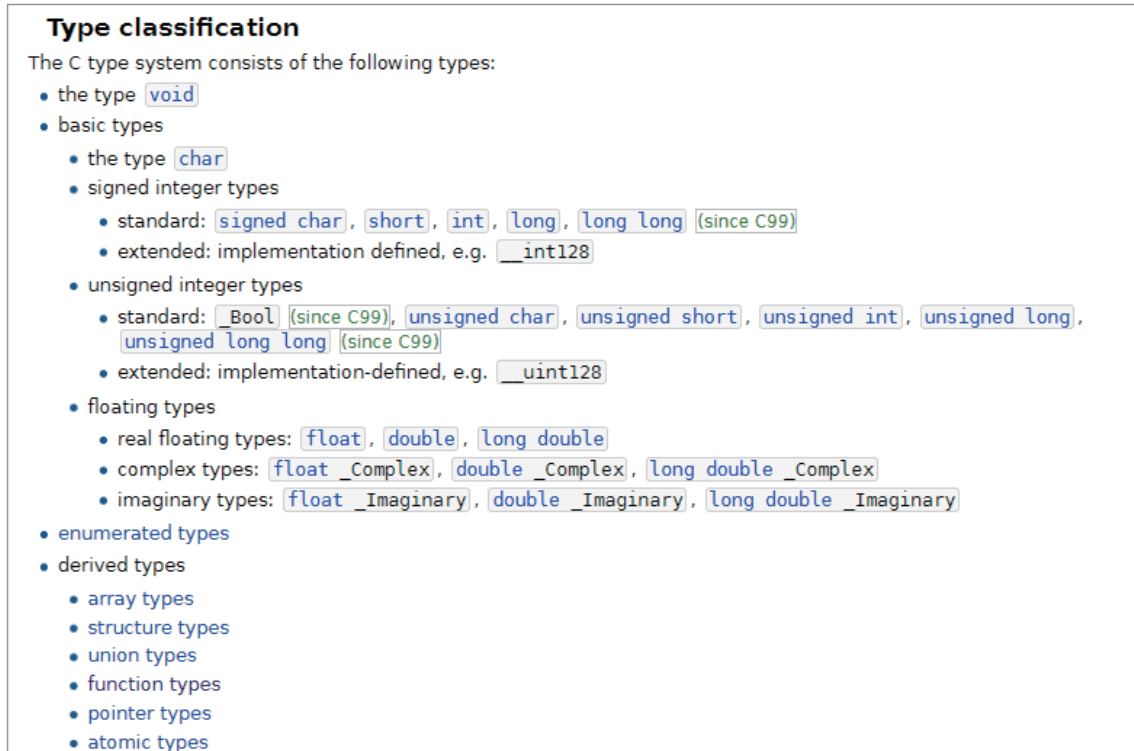 Type classification
The C type system consists of the following types:
the type void
basic types
the type char
signed integer types
standard: signed char, short, int, long, long long (since C99)
extended: implementation defined, e.g. __int128
unsigned integer types
standard: _Bool (since C99), unsigned char, unsigned short, unsigned int, unsigned long,
unsigned long long (since C99)
extended: implementation-defined, e.g. __uint128
floating types
real floating types: float, double, long double
complex types: float _Complex, double _Complex, long double _Complex
imaginary types: float _Imaginary, double _Imaginary, long double _Imaginary
enumerated types
derived types
array types
structure types
union types
function types
pointer types
atomic types